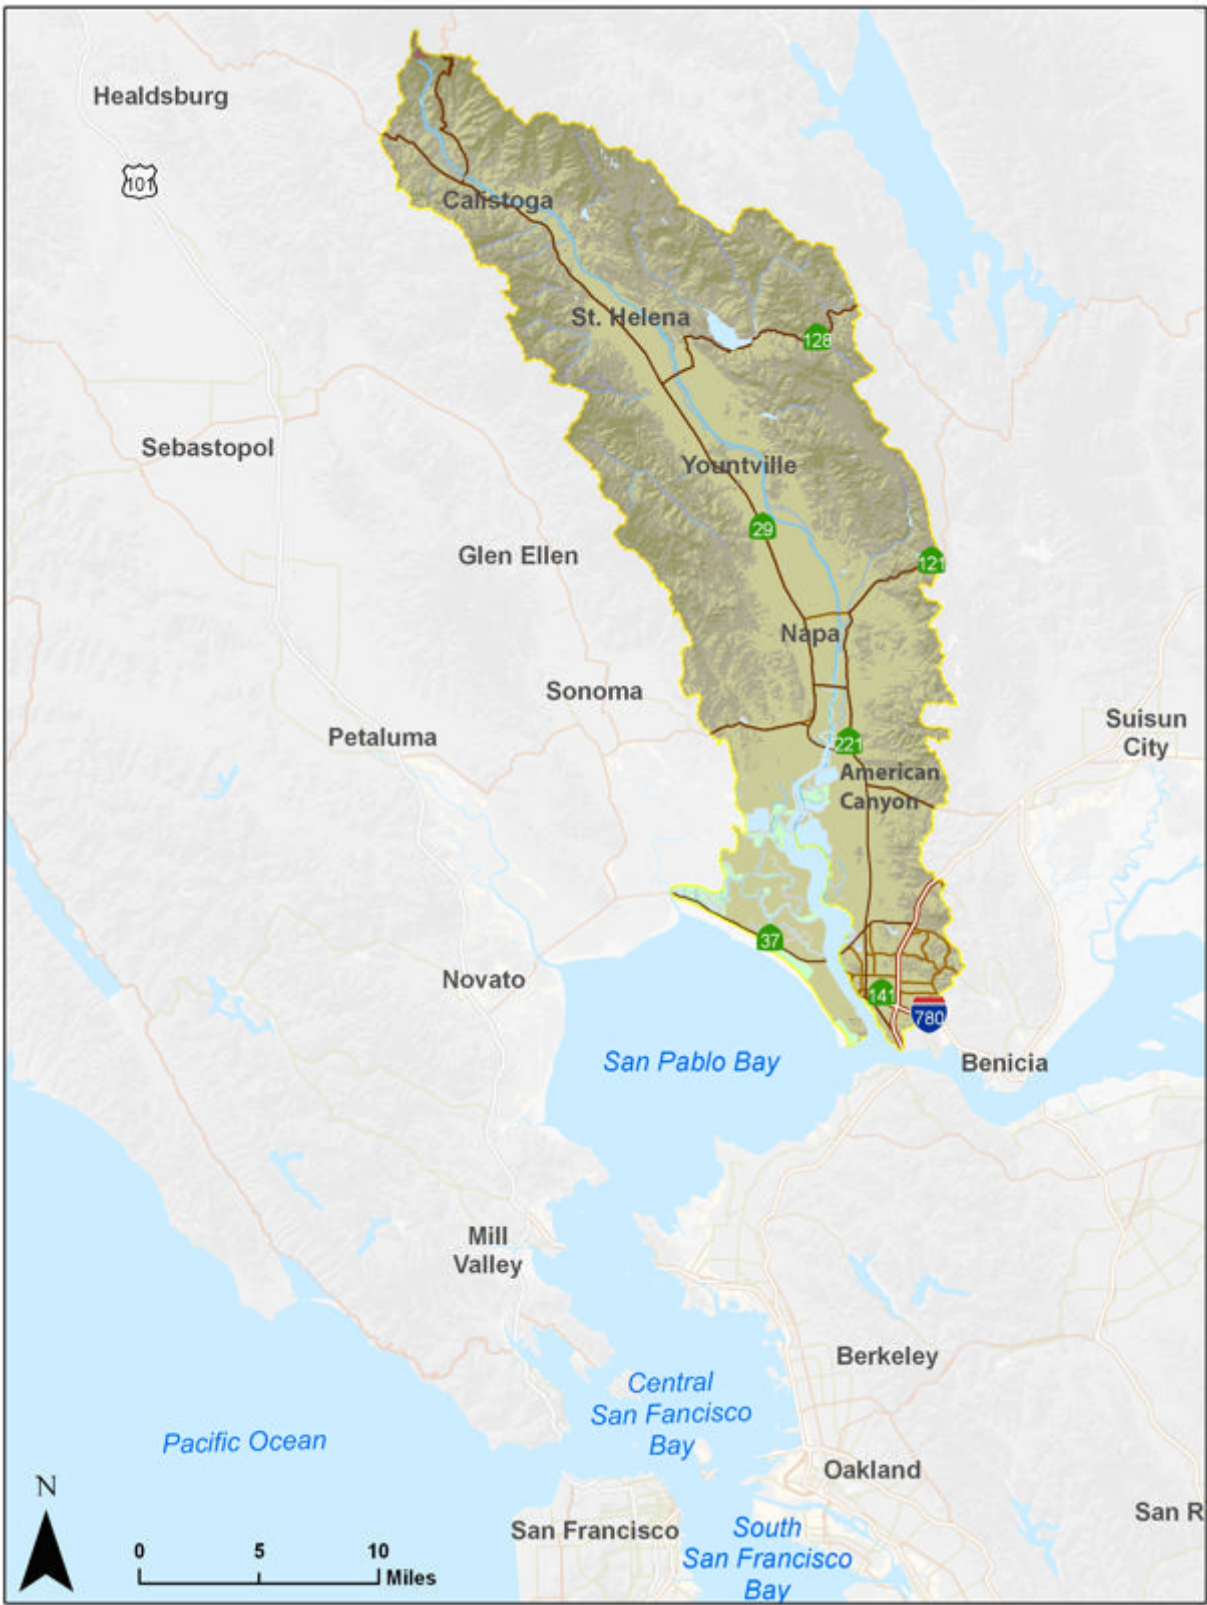 Healdsburg
101
Calistoga
St. Helena
128
Sebastopol
Yountville
29
Glen Ellen
121
Napa
Sonoma
Suisun
City
Petaluma
221
American
Canyon
37
Novato
141
780
San Pablo Bay
Benicia
Mill
Valley
Berkeley
Central
San Fancisco
Bay
Pacific Ocean
Oakland
N
San R
San Francisco
South
San Francisco
Bay
0 5 10
Miles